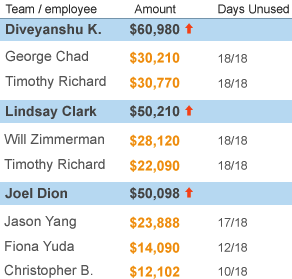 Team / employee Amount Days Unused
Diveyanshu K. $60,980
George Chad $30,210 18/18
Timothy Richard $30,770 18/18
Lindsay Clark $50,210
Will Zimmerman $28,120 18/18
Timothy Richard $22,090 18/18
Joel Dion $50,098
Jason Yang $23,888 17/18
Fiona Yuda $14,090 12/18
Christopher B. $12,102 10/18